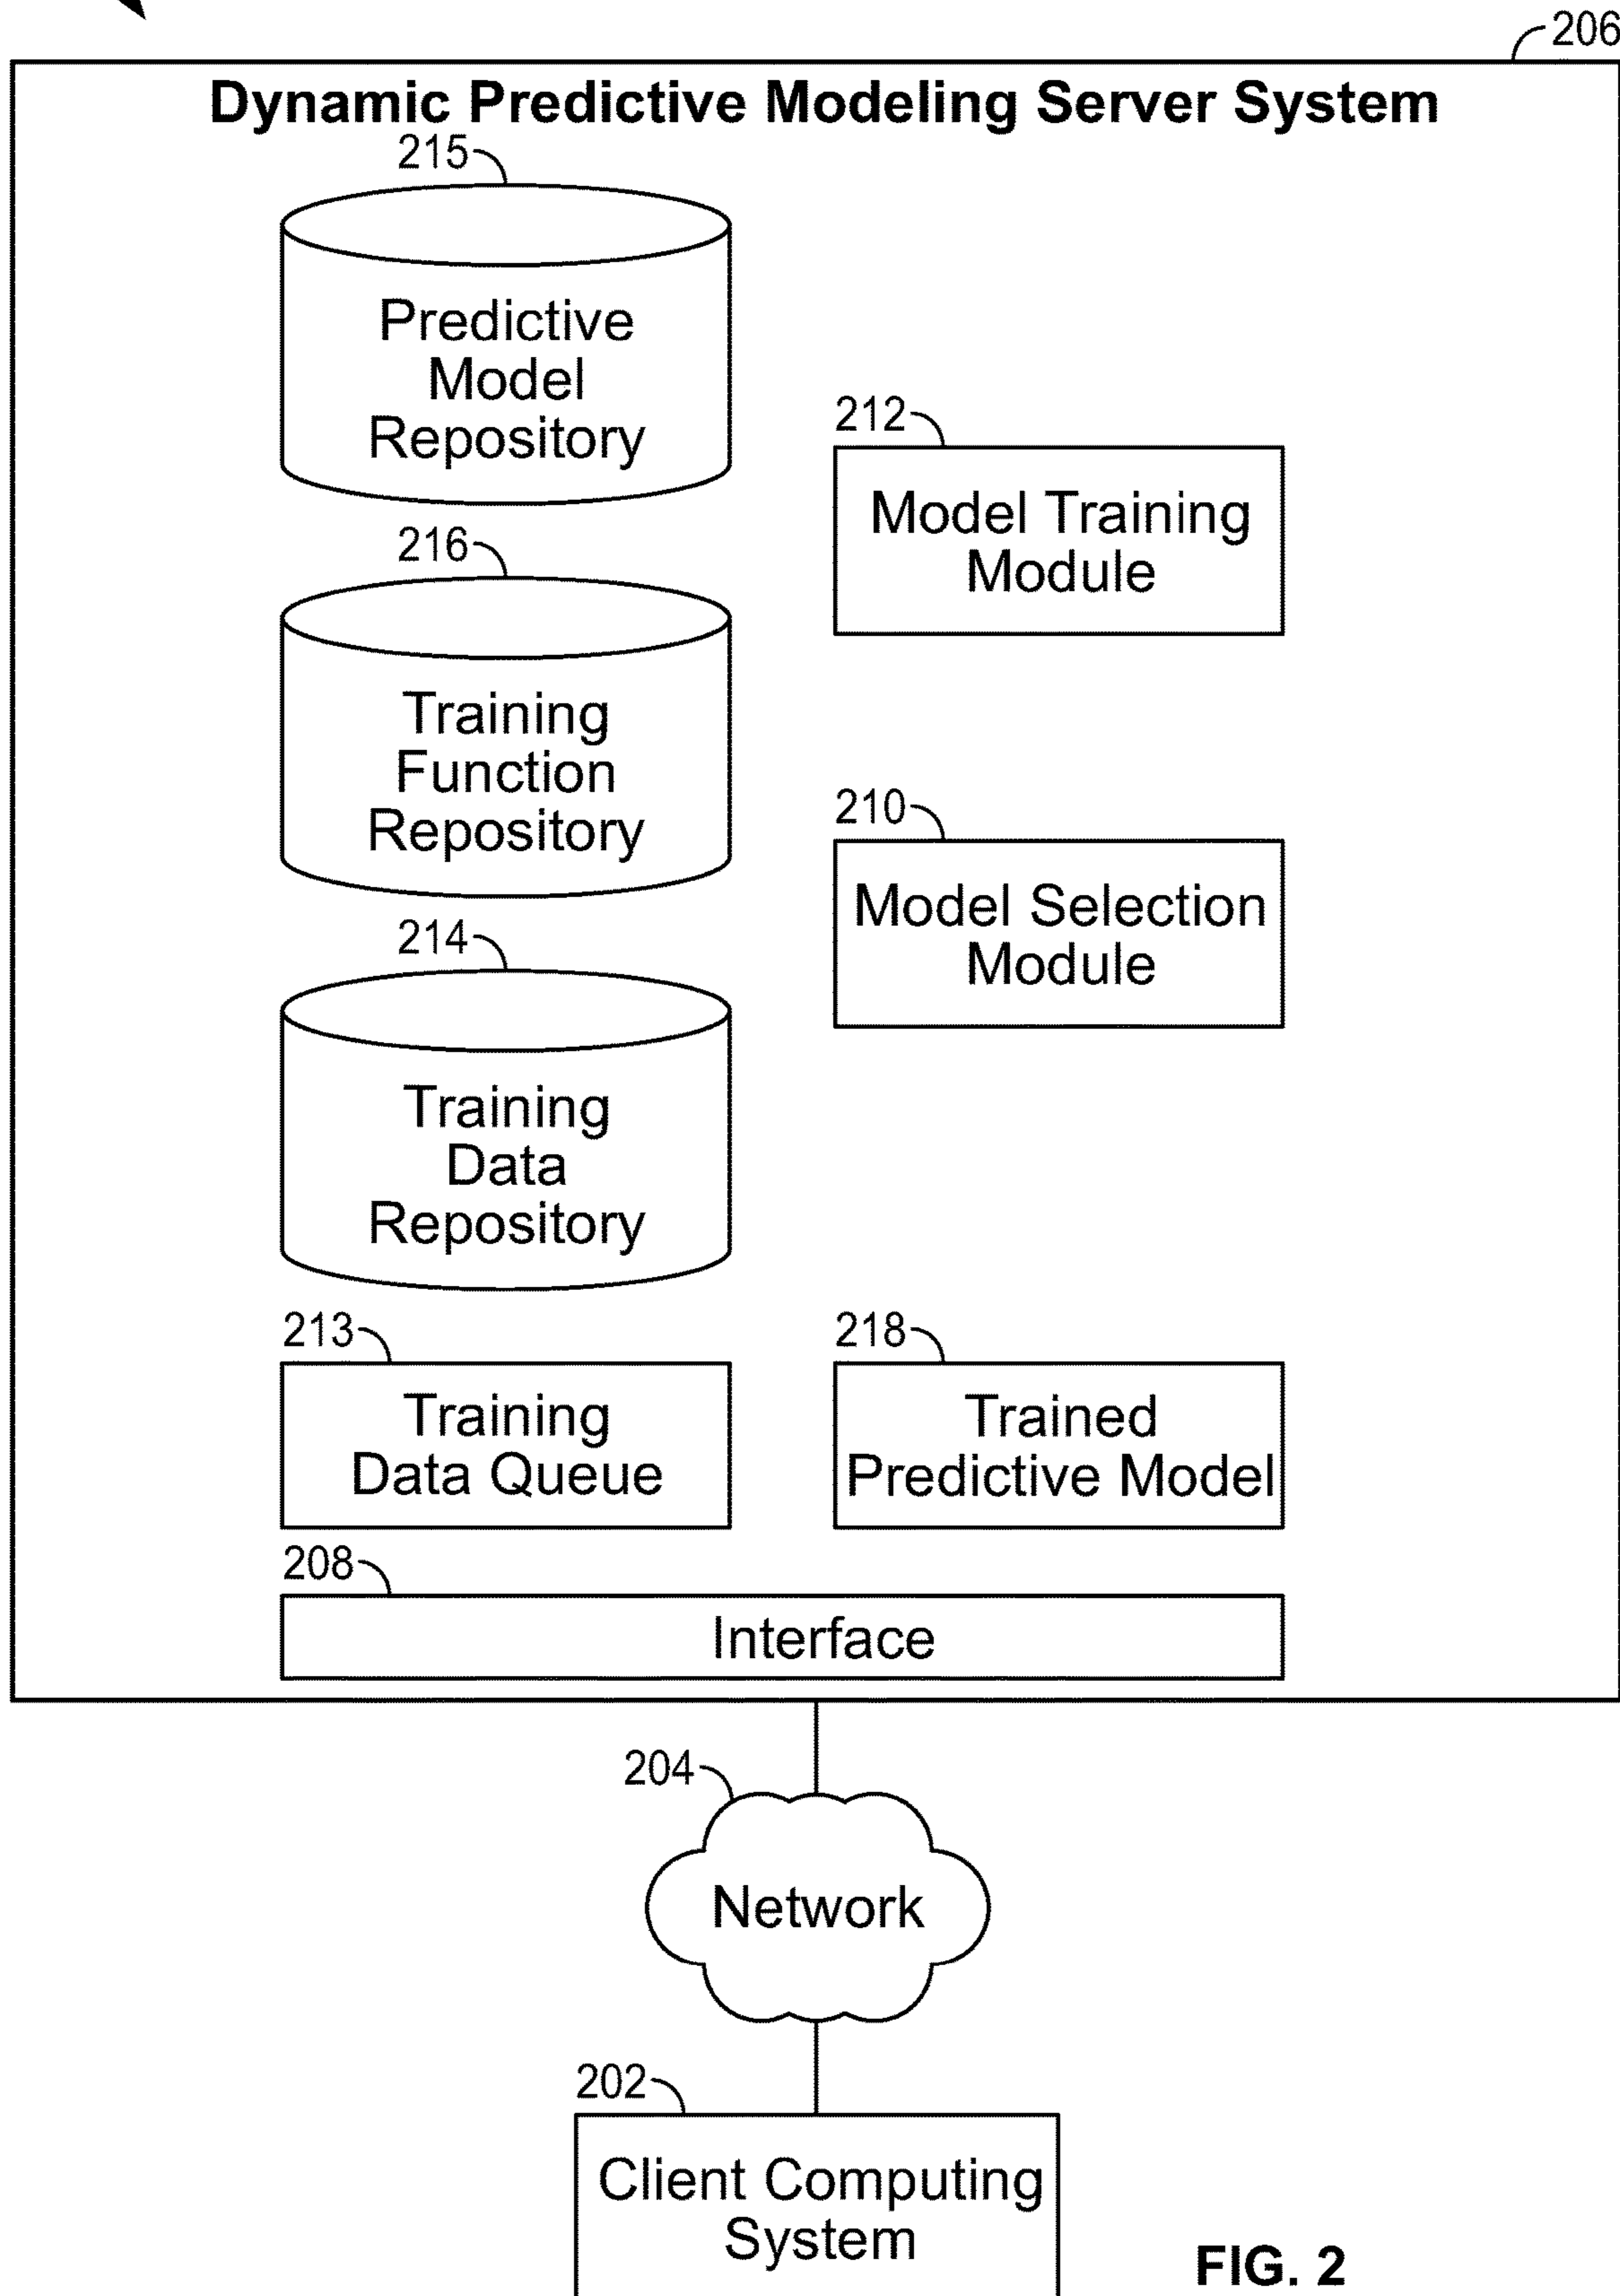 206
Dynamic Predictive Modeling Server System
215
Predictive
Model
Repository
212
Model Training
Module
216
Training
Function
Repository
210
Model Selection
Module
214
Training
Data
Repository
213
Training
Data Queue
218
Trained
Predictive Model
208
Interface
204
Network
202
Client Computing
System
FIG. 2